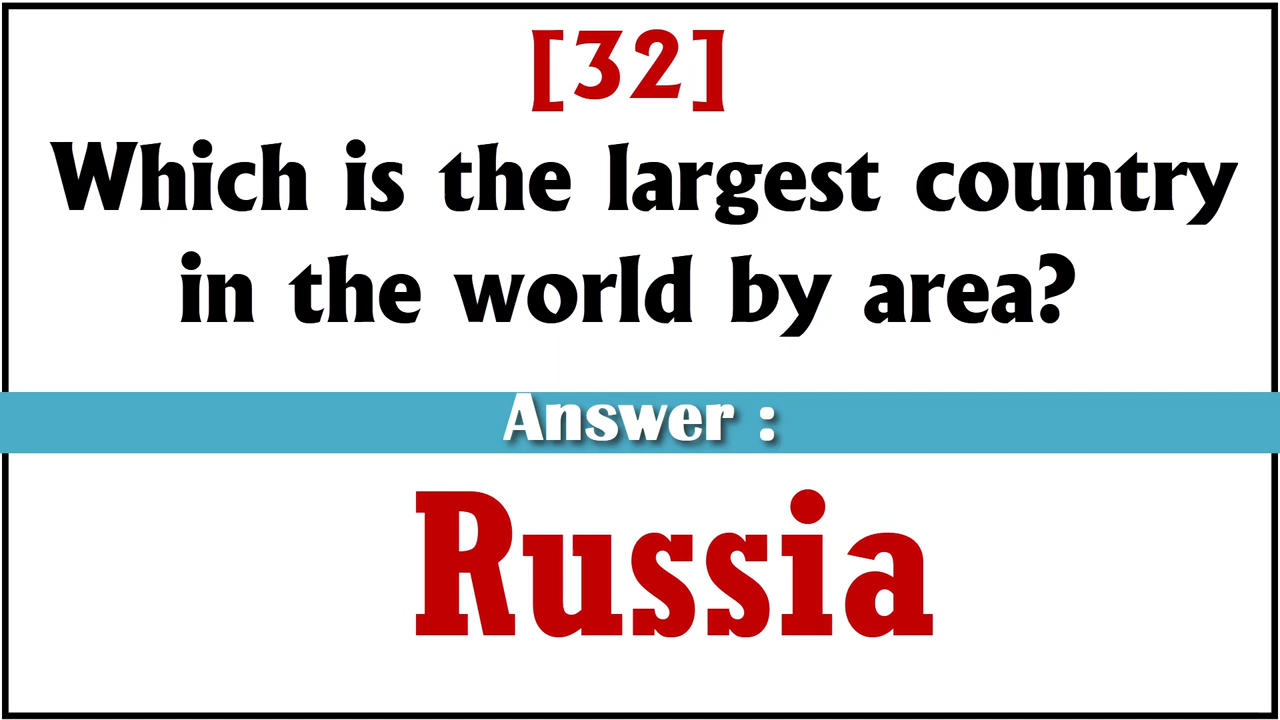 [32]
Which is the largest country
in the world by area?
Answer :
Russia